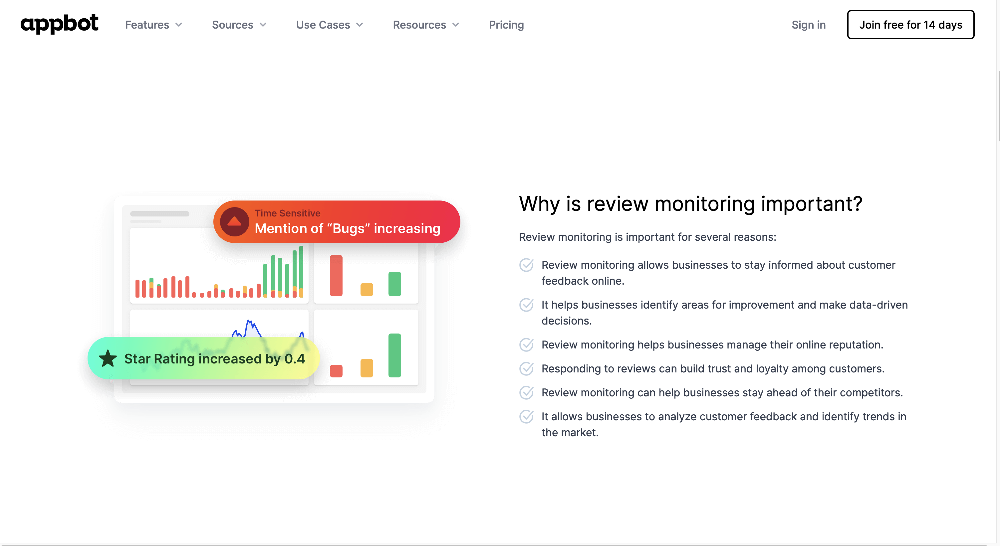 appbot
Features
Sources
Use Cases
Resources
Pricing
Sign in
Join free for 14 days
Time Sensitive
Mention of “Bugs” increasing
Star Rating increased by 0.4
Why is review monitoring important?
Review monitoring is important for several reasons:
Review monitoring allows businesses to stay informed about customer
feedback online.
It helps businesses identify areas for improvement and make data-driven
decisions.
Review monitoring helps businesses manage their online reputation.
Responding to reviews can build trust and loyalty among customers.
Review monitoring can help businesses stay ahead of their competitors.
It allows businesses to analyze customer feedback and identify trends in
the market.